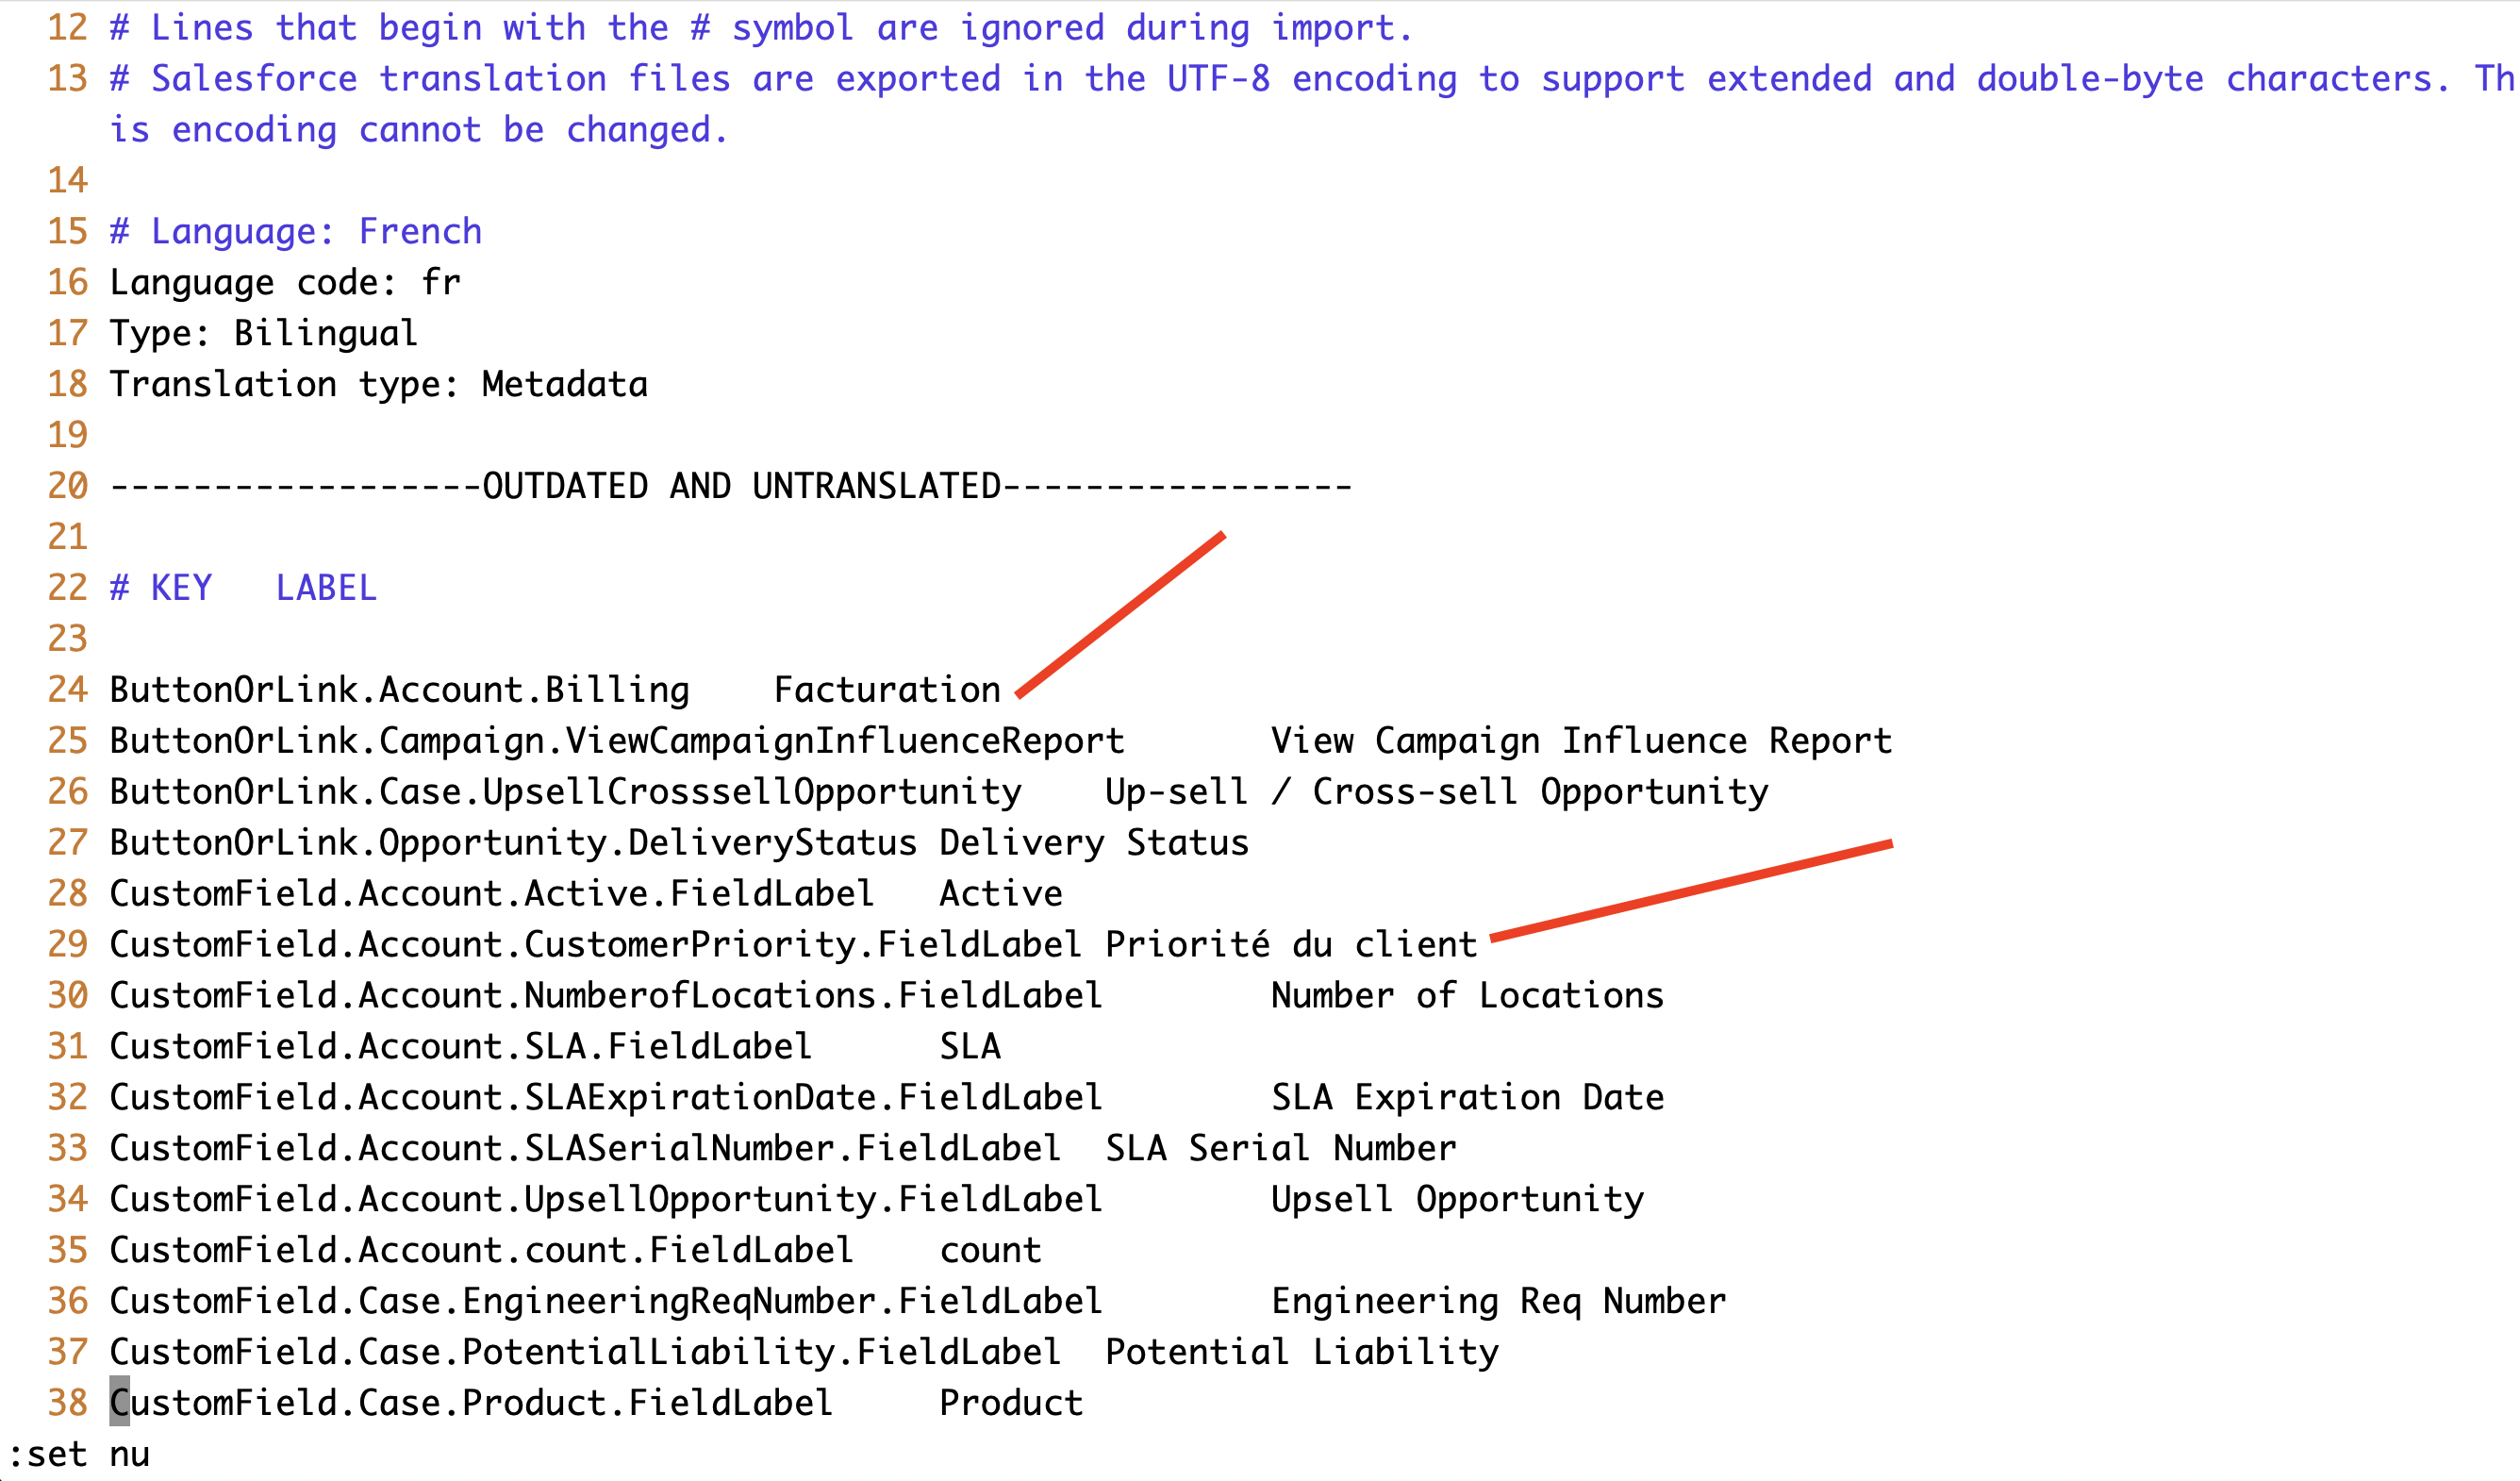 12 # Lines that begin with the # symbol are ignored during import.
13 # Salesforce translation files are exported in the UTF-8 encoding to support extended and double-byte characters. Th
is encoding cannot be changed.
14
15 # Language: French
16 Language code: fr
17 Type: Bilingual
18 Translation type: Metadata
19
20 ------------------OUTDATED AND UNTRANSLATED-----------------
21
22 # KEY   LABEL
23
24 ButtonOrLink.Account.Billing    Facturation
25 ButtonOrLink.Campaign.ViewCampaignInfluenceReport       View Campaign Influence Report
26 ButtonOrLink.Case.UpsellCrosssellOpportunity    Up-sell / Cross-sell Opportunity
27 ButtonOrLink.Opportunity.DeliveryStatus Delivery Status
28 CustomField.Account.Active.FieldLabel   Active
29 CustomField.Account.CustomerPriority.FieldLabel Priorité du client
30 CustomField.Account.NumberofLocations.FieldLabel        Number of Locations
31 CustomField.Account.SLA.FieldLabel      SLA
32 CustomField.Account.SLAExpirationDate.FieldLabel        SLA Expiration Date
33 CustomField.Account.SLASerialNumber.FieldLabel  SLA Serial Number
34 CustomField.Account.UpsellOpportunity.FieldLabel        Upsell Opportunity
35 CustomField.Account.count.FieldLabel    count
36 CustomField.Case.EngineeringReqNumber.FieldLabel        Engineering Req Number
37 CustomField.Case.PotentialLiability.FieldLabel  Potential Liability
38 CustomField.Case.Product.FieldLabel     Product
:set nu